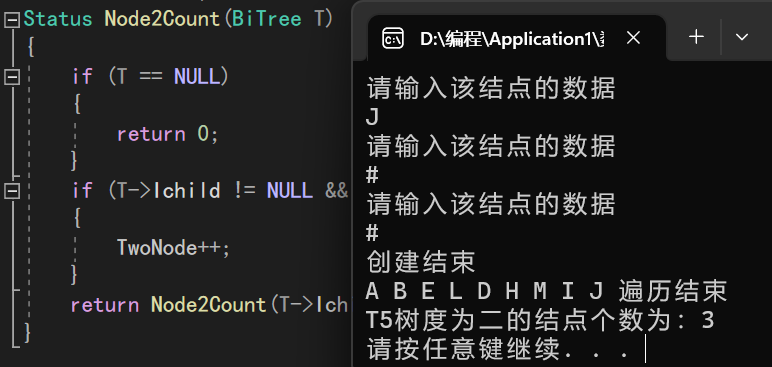 Status Node2Count(BiTree T)
{
if (T == NULL)
{
return 0;
}
if (T->lchild != NULL &&
{
TwoNode++;
}
return Node2Count(T->lch
}
D:\编程\Application1\
请输入该结点的数据
J
请输入该结点的数据
#
请输入该结点的数据
#
创建结束
A B E L D H M I J 遍历结束
T5树度为二的结点个数为: 3
请按任意键继续. . .